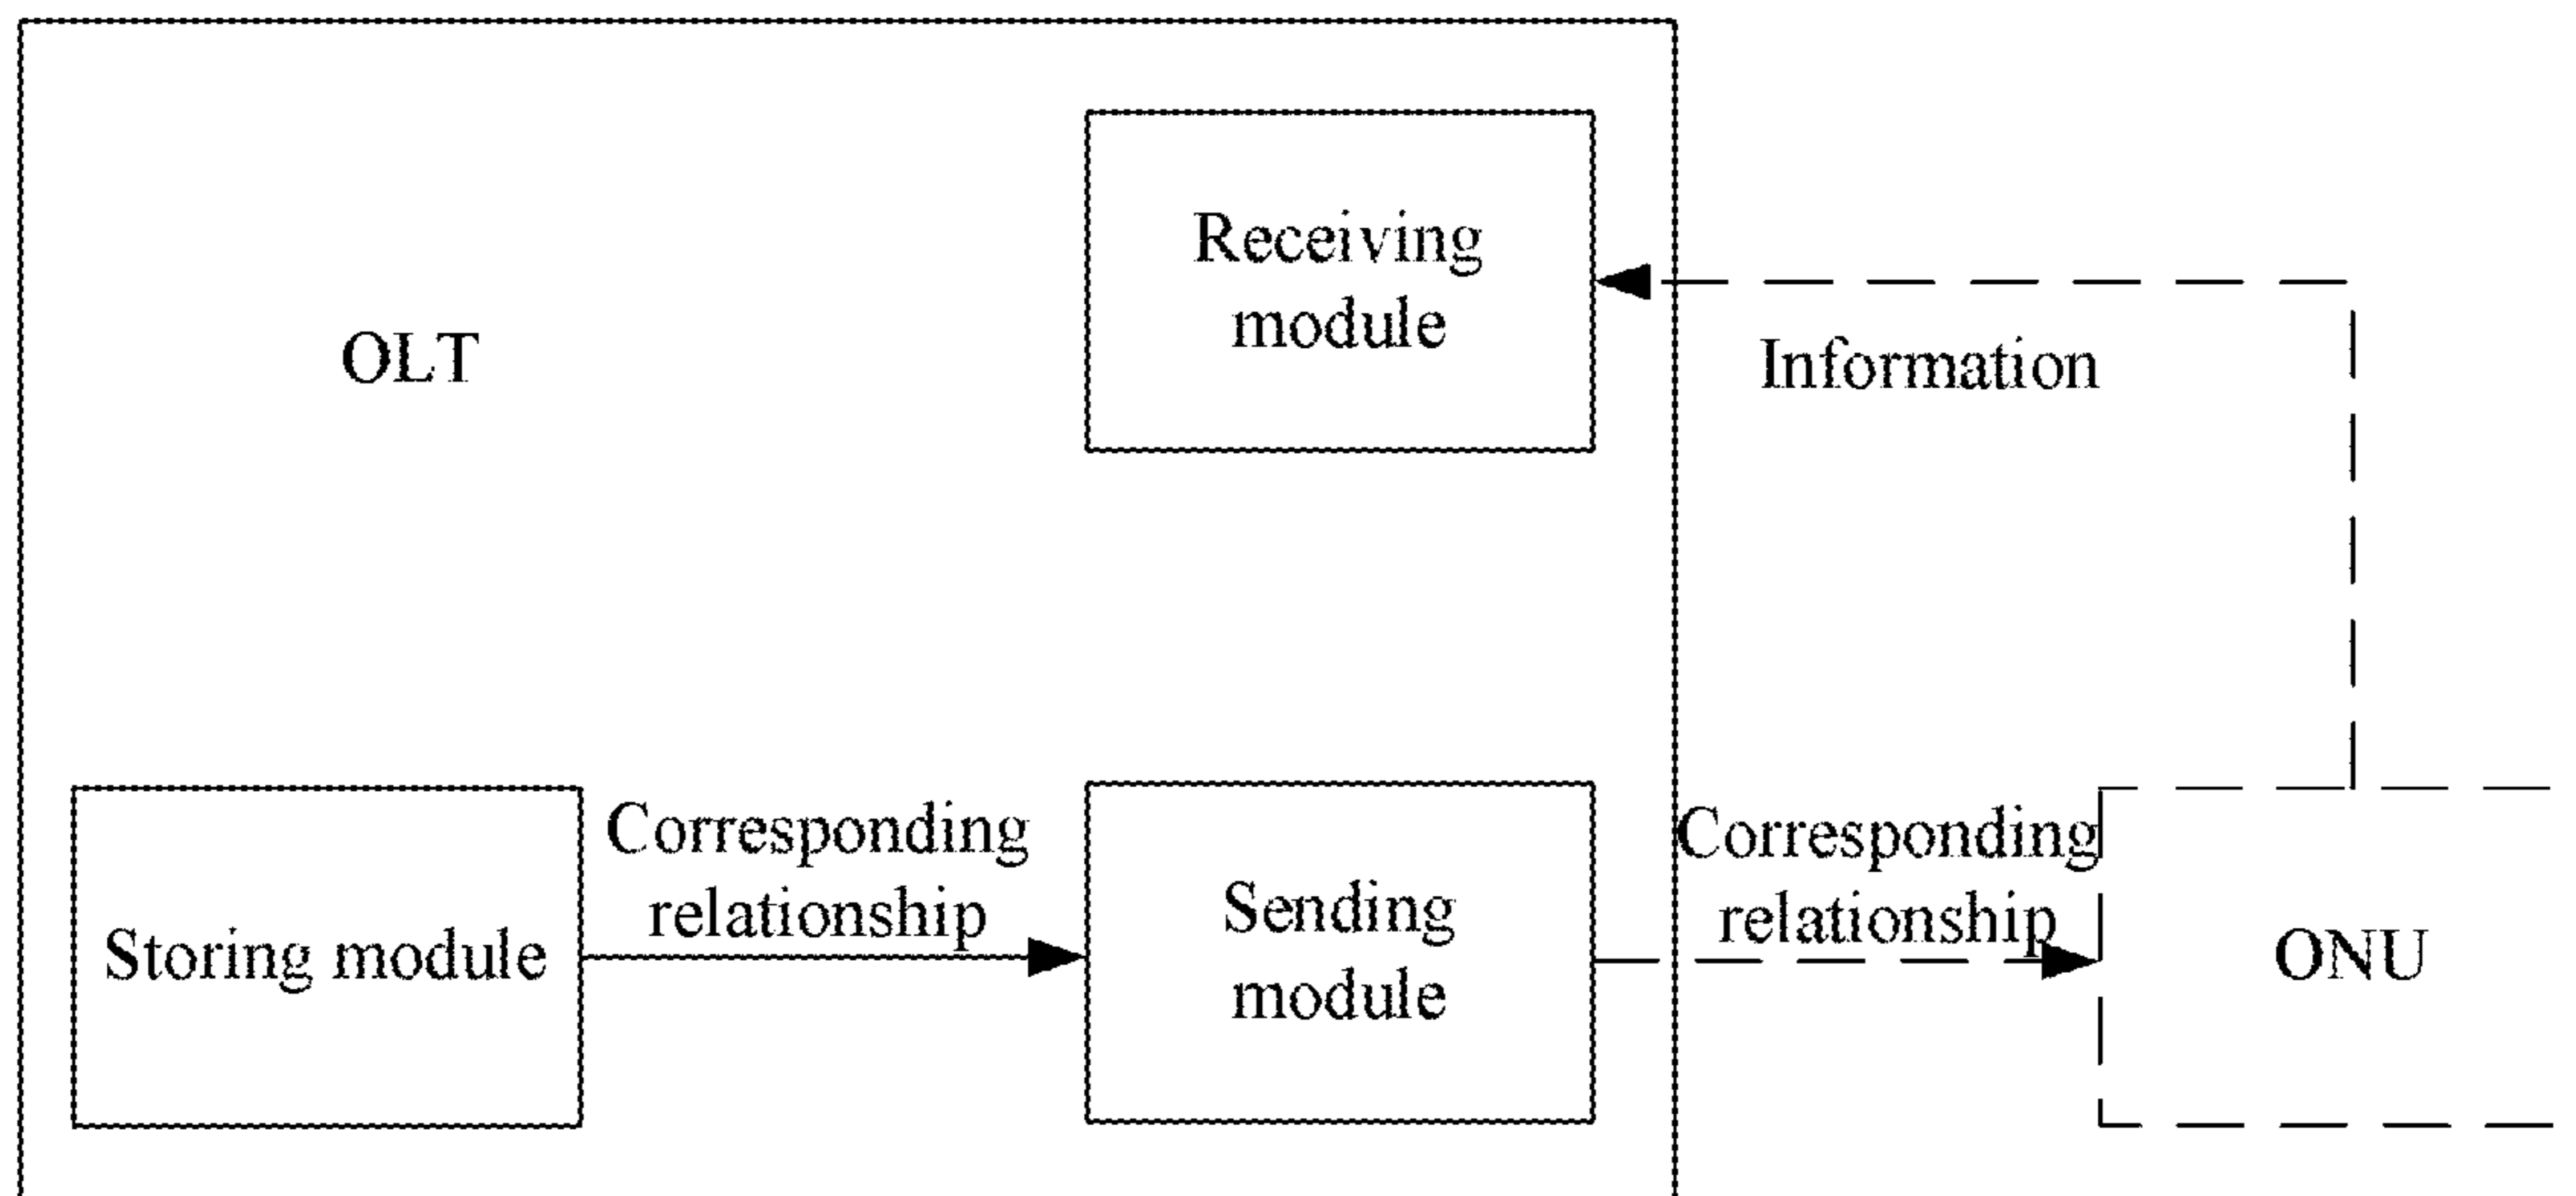 Receiving
module
OLT
Information
Corresponding
relationship
Storing module
Sending
module
Corresponding
relationship
ONU